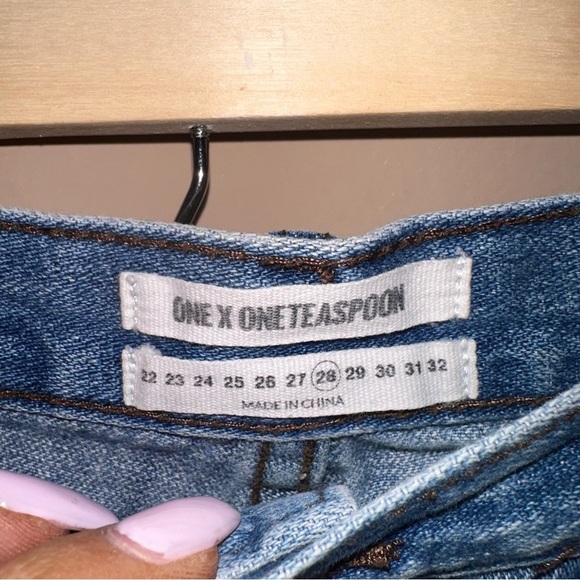 ONE X ONETEASPOON
22 23 24 25 26 27 28 29 30 31 32
MADE IN CHINA